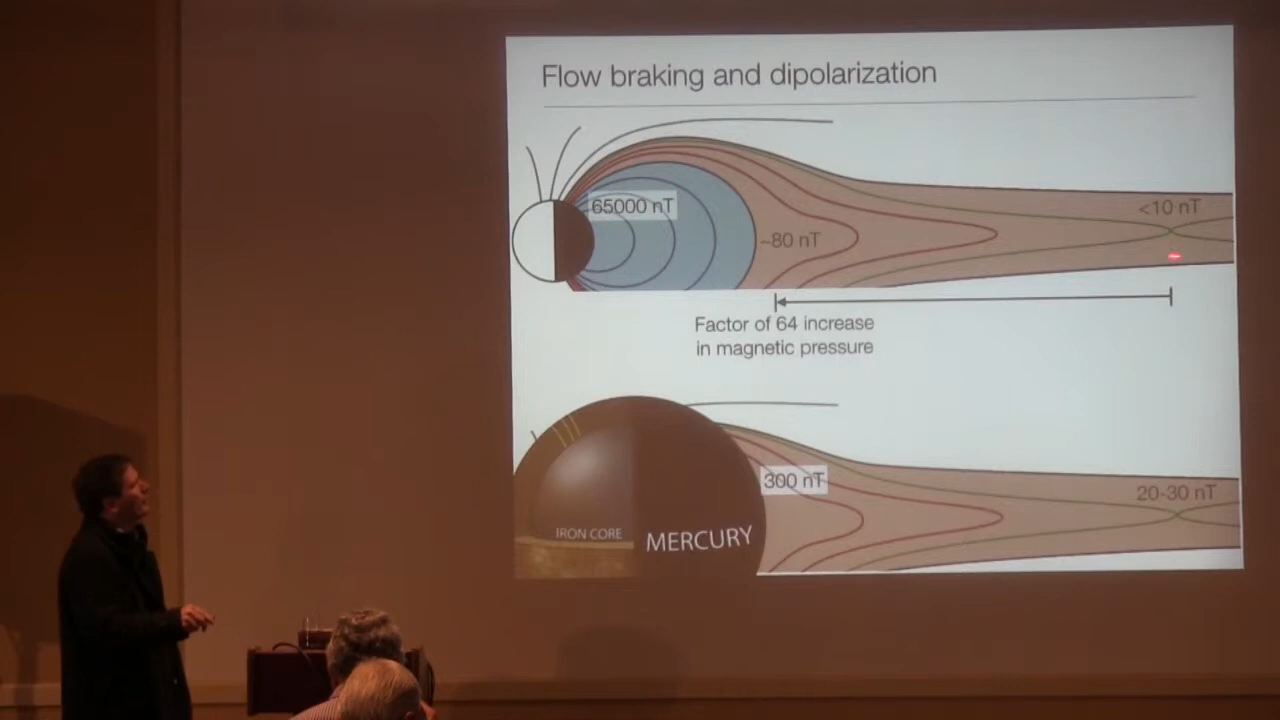 Flow braking and dipolarization
65000 nT
<10 nT
~80 nT
Factor of 64 increase
in magnetic pressure
300 nT
20-30 nT
IRON CORE
MERCURY